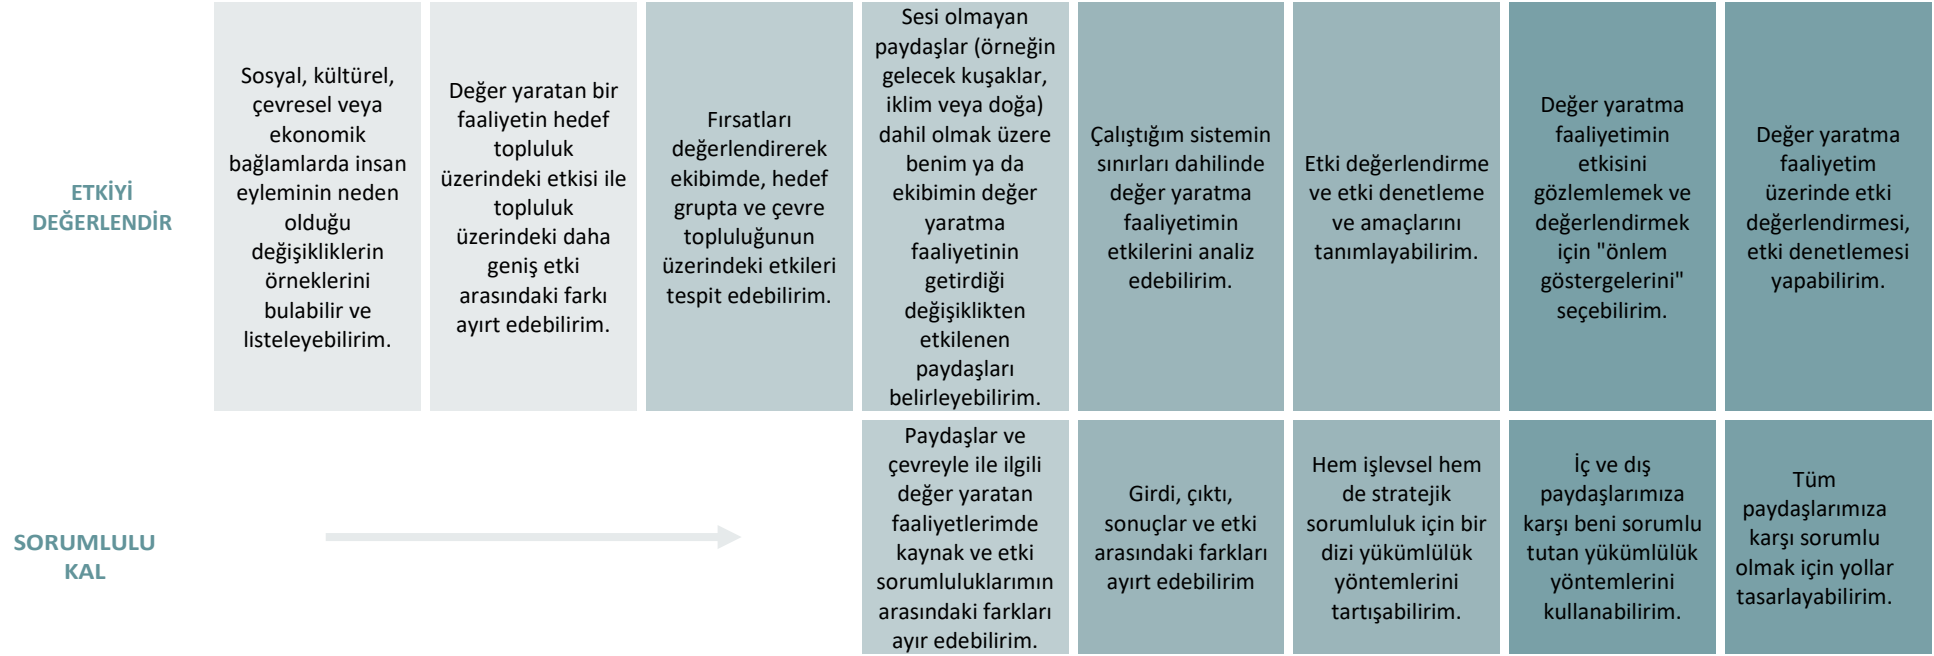 ETKİYİ
DEĞERLENDİR
Sosyal, kültürel,
çevresel veya
ekonomik
bağlamlarda insan
eyleminin neden
olduğu
değişikliklerin
örneklerini
bulabilir ve
listeleyebilirim.
Değer yaratan bir
faaliyetin hedef
topluluk
üzerindeki etkisi ile
topluluk
üzerindeki daha
geniş etki
arasındaki farkı
ayırt edebilirim.
Fırsatları
değerlendirerek
ekibimde, hedef
grupta ve çevre
topluluğunun
üzerindeki etkileri
tespit edebilirim.
Sesi olmayan
paydaşlar (örneğin
gelecek kuşaklar,
iklim veya doğa)
dahil olmak üzere
benim ya da
ekibimin değer
yaratma
faaliyetinin
getirdiği
değişiklikten
etkilenen
paydaşları
belirleyebilirim.
Çalıştığım sistemin
sınırları dahilinde
değer yaratma
faaliyetimin
etkilerini analiz
edebilirim.
Etki değerlendirme
ve etki denetleme
ve amaçlarını
tanımlayabilirim.
Değer yaratma
faaliyetimin
etkisini
gözlemlemek ve
değerlendirmek
için "önlem
göstergelerini"
seçebilirim.
Değer yaratma
faaliyetim
üzerinde etki
değerlendirmesi,
etki denetlemesi
yapabilirim.
SORUMLULU
KAL
Paydaşlar ve
çevreyle ile ilgili
değer yaratan
faaliyetlerimde
kaynak ve etki
sorumluluklarımın
arasındaki farkları
ayır edebilirim.
Girdi, çıktı,
sonuçlar ve etki
arasındaki farkları
ayırt edebilirim
Hem işlevsel hem
de stratejik
sorumluluk için bir
dizi yükümlülük
yöntemlerini
tartışabilirim.
İç ve dış
paydaşlarımıza
karşı beni sorumlu
tutan yükümlülük
yöntemlerini
kullanabilirim.
Tüm
paydaşlarımıza
karşı sorumlu
olmak için yollar
tasarlayabilirim.